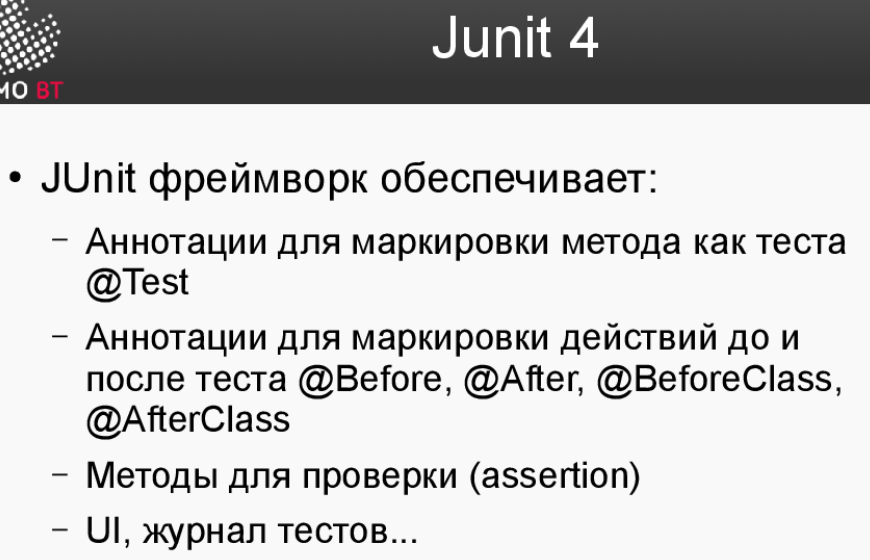 Junit 4
МО ВТ
• JUnit фреймворк обеспечивает:
– Аннотации для маркировки метода как теста
@Test
– Аннотации для маркировки действий до и
после теста @Before, @After, @BeforeClass,
@AfterClass
– Методы для проверки (assertion)
– UI, журнал тестов...